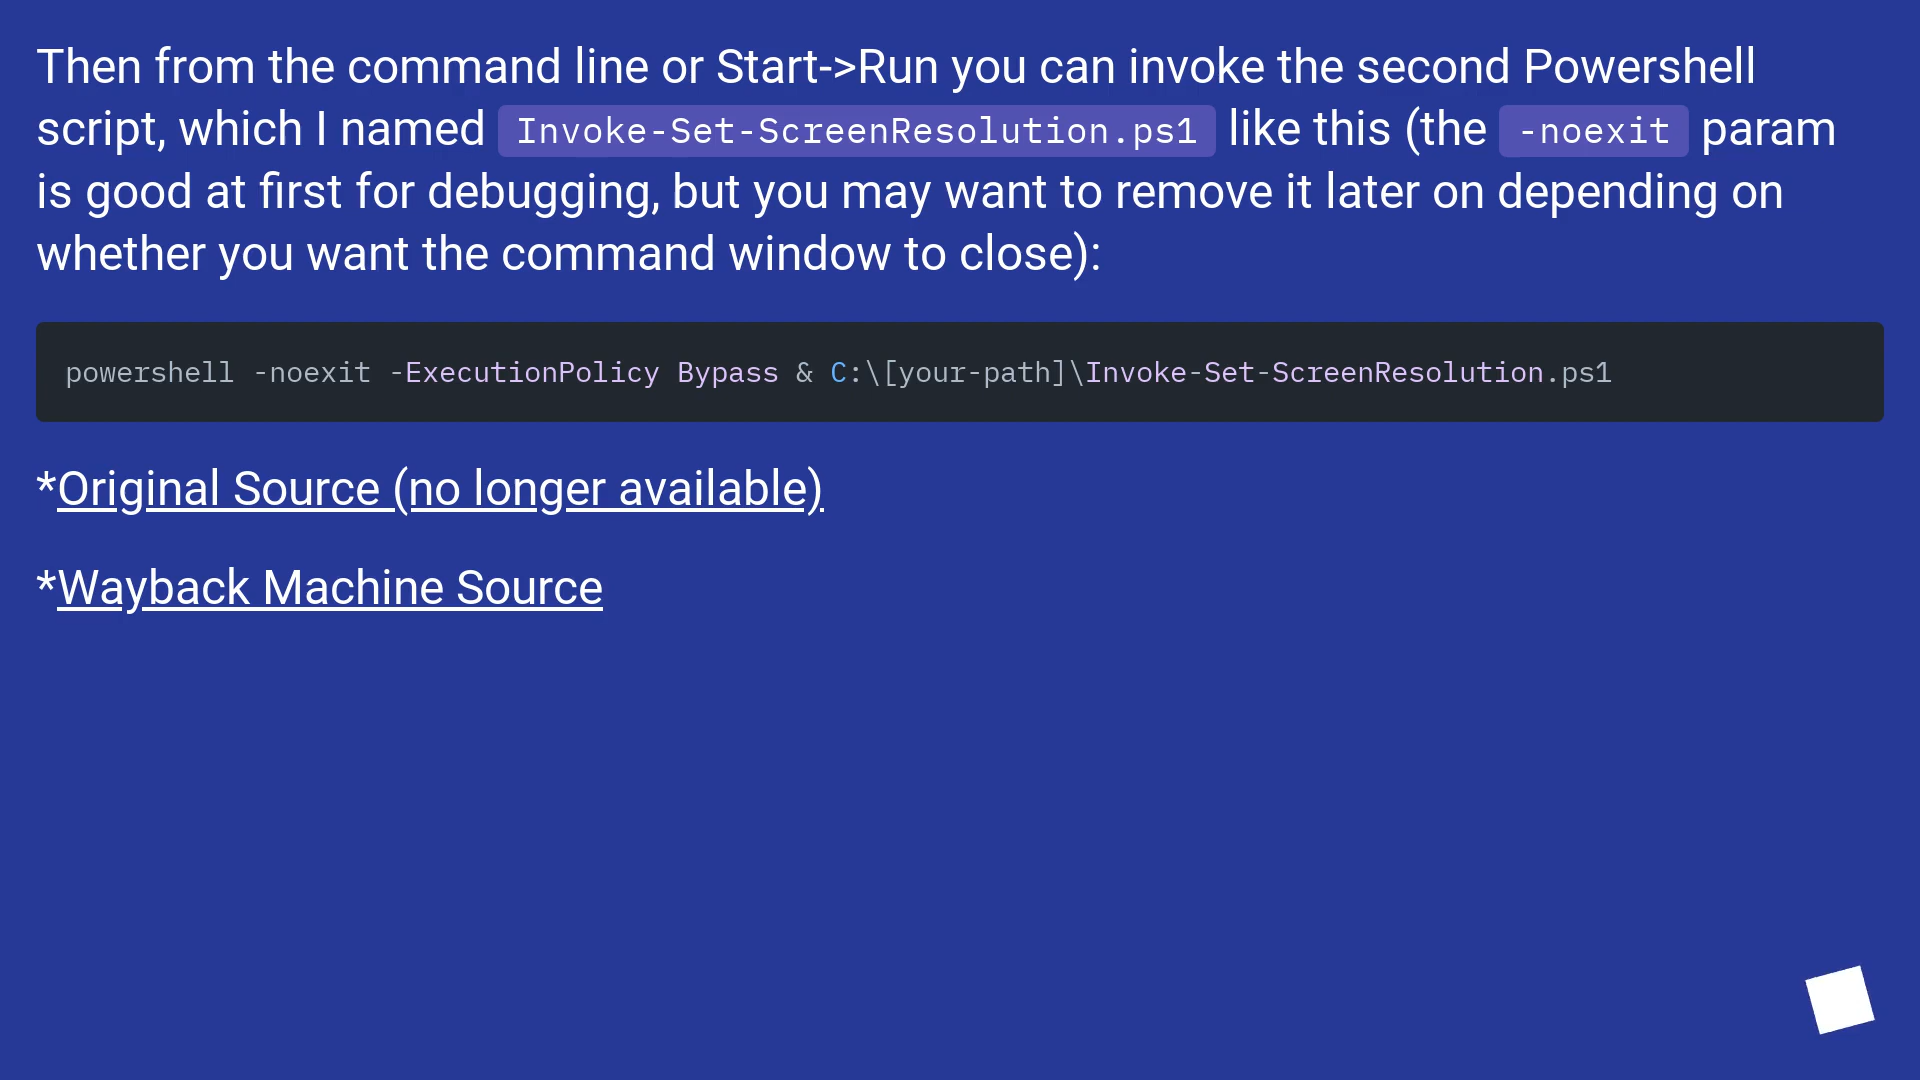 Then from the command line or Start->Run you can invoke the second Powershell
script, which I named Invoke-Set-ScreenResolution.ps1 like this (the -noexit param
is good at first for debugging, but you may want to remove it later on depending on
whether you want the command window to close):
powershell -noexit -ExecutionPolicy Bypass & C:\[your-path]\Invoke-Set-ScreenResolution.ps1
*Original Source (no longer available)
*Wayback Machine Source